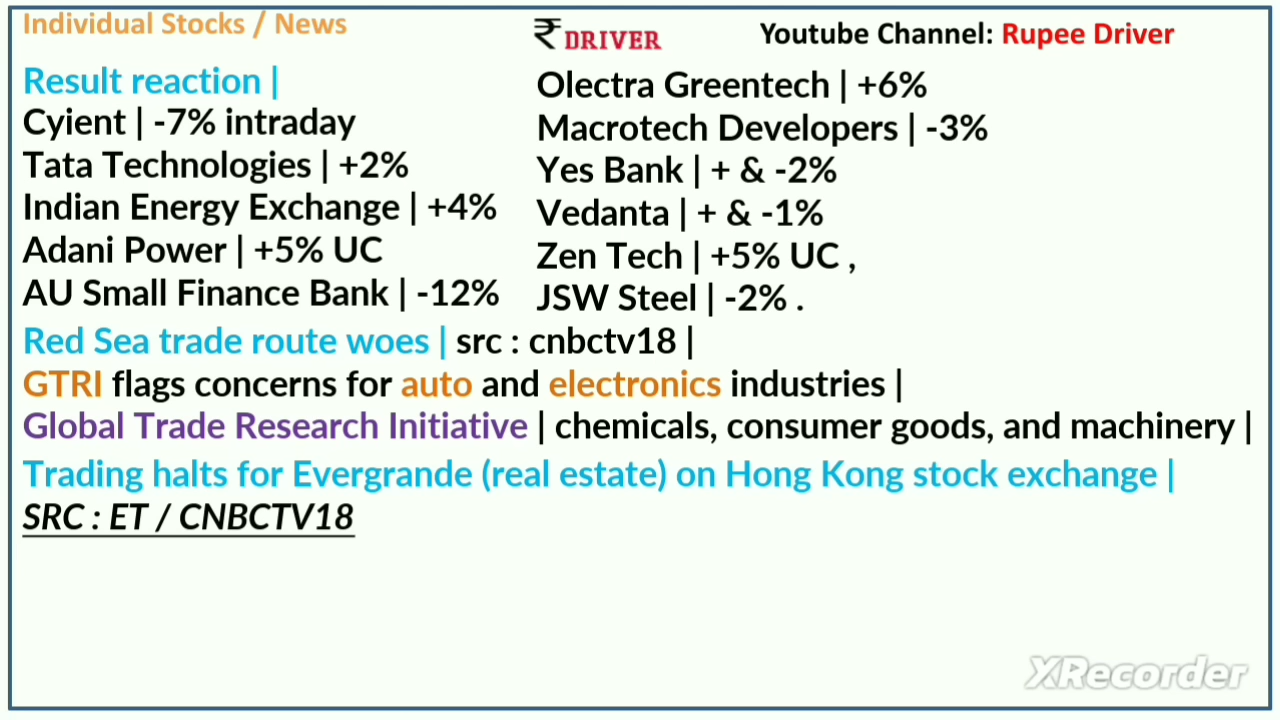 Individual Stocks / News
₹ DRIVER
Youtube Channel: Rupee Driver
Result reaction |
Cyient | -7% intraday
Tata Technologies | +2%
Indian Energy Exchange | +4%
Adani Power | +5% UC
AU Small Finance Bank | -12%
Olectra Greentech | +6%
Macrotech Developers | -3%
Yes Bank | + & -2%
Vedanta | + & -1%
Zen Tech | +5% UC ,
JSW Steel | -2% .
Red Sea trade route woes | src : cnbctv18 |
GTRI flags concerns for auto and electronics industries |
Global Trade Research Initiative | chemicals, consumer goods, and machinery |
Trading halts for Evergrande (real estate) on Hong Kong stock exchange |
SRC : ET / CNBCTV18
XRecorder